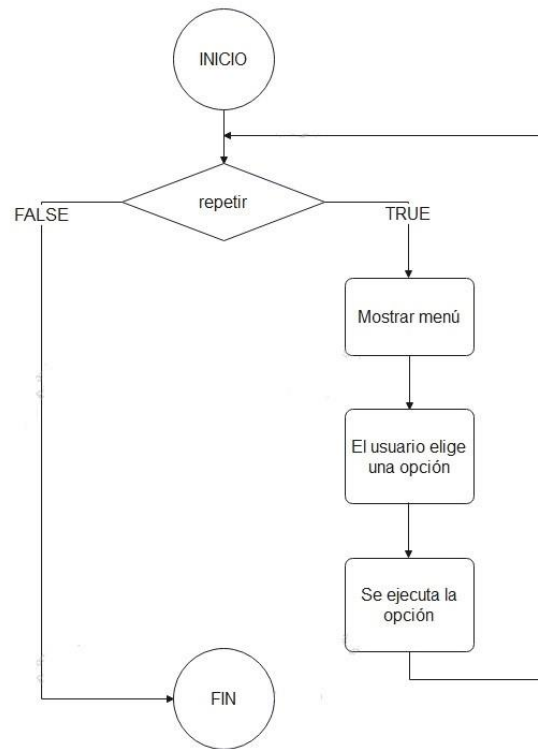 INICIO
repetir
FALSE
TRUE
Mostrar menú
El usuario elige
una opción
Se ejecuta la
opción
FIN